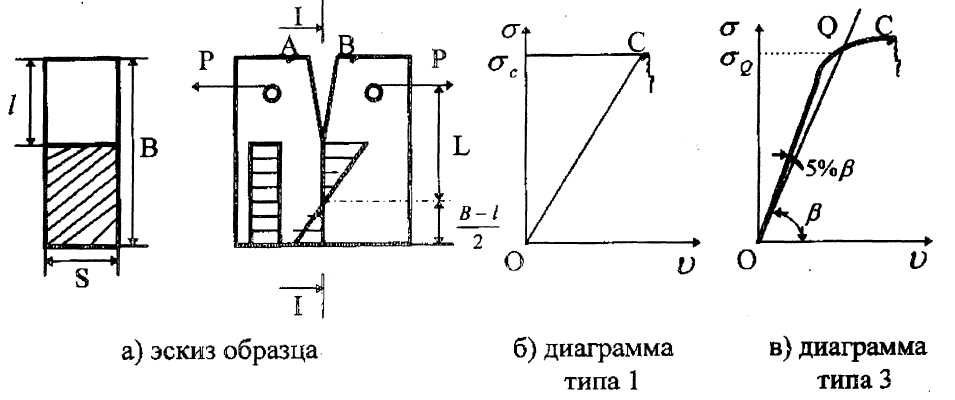 I
A B
P P
l
B
S
L
B – l
2
I
а) эскиз образца
σ
σc
C
O
υ
б) диаграмма
типа 1
σ
Q C
σQ
5%β
β
O
υ
в) диаграмма
типа 3